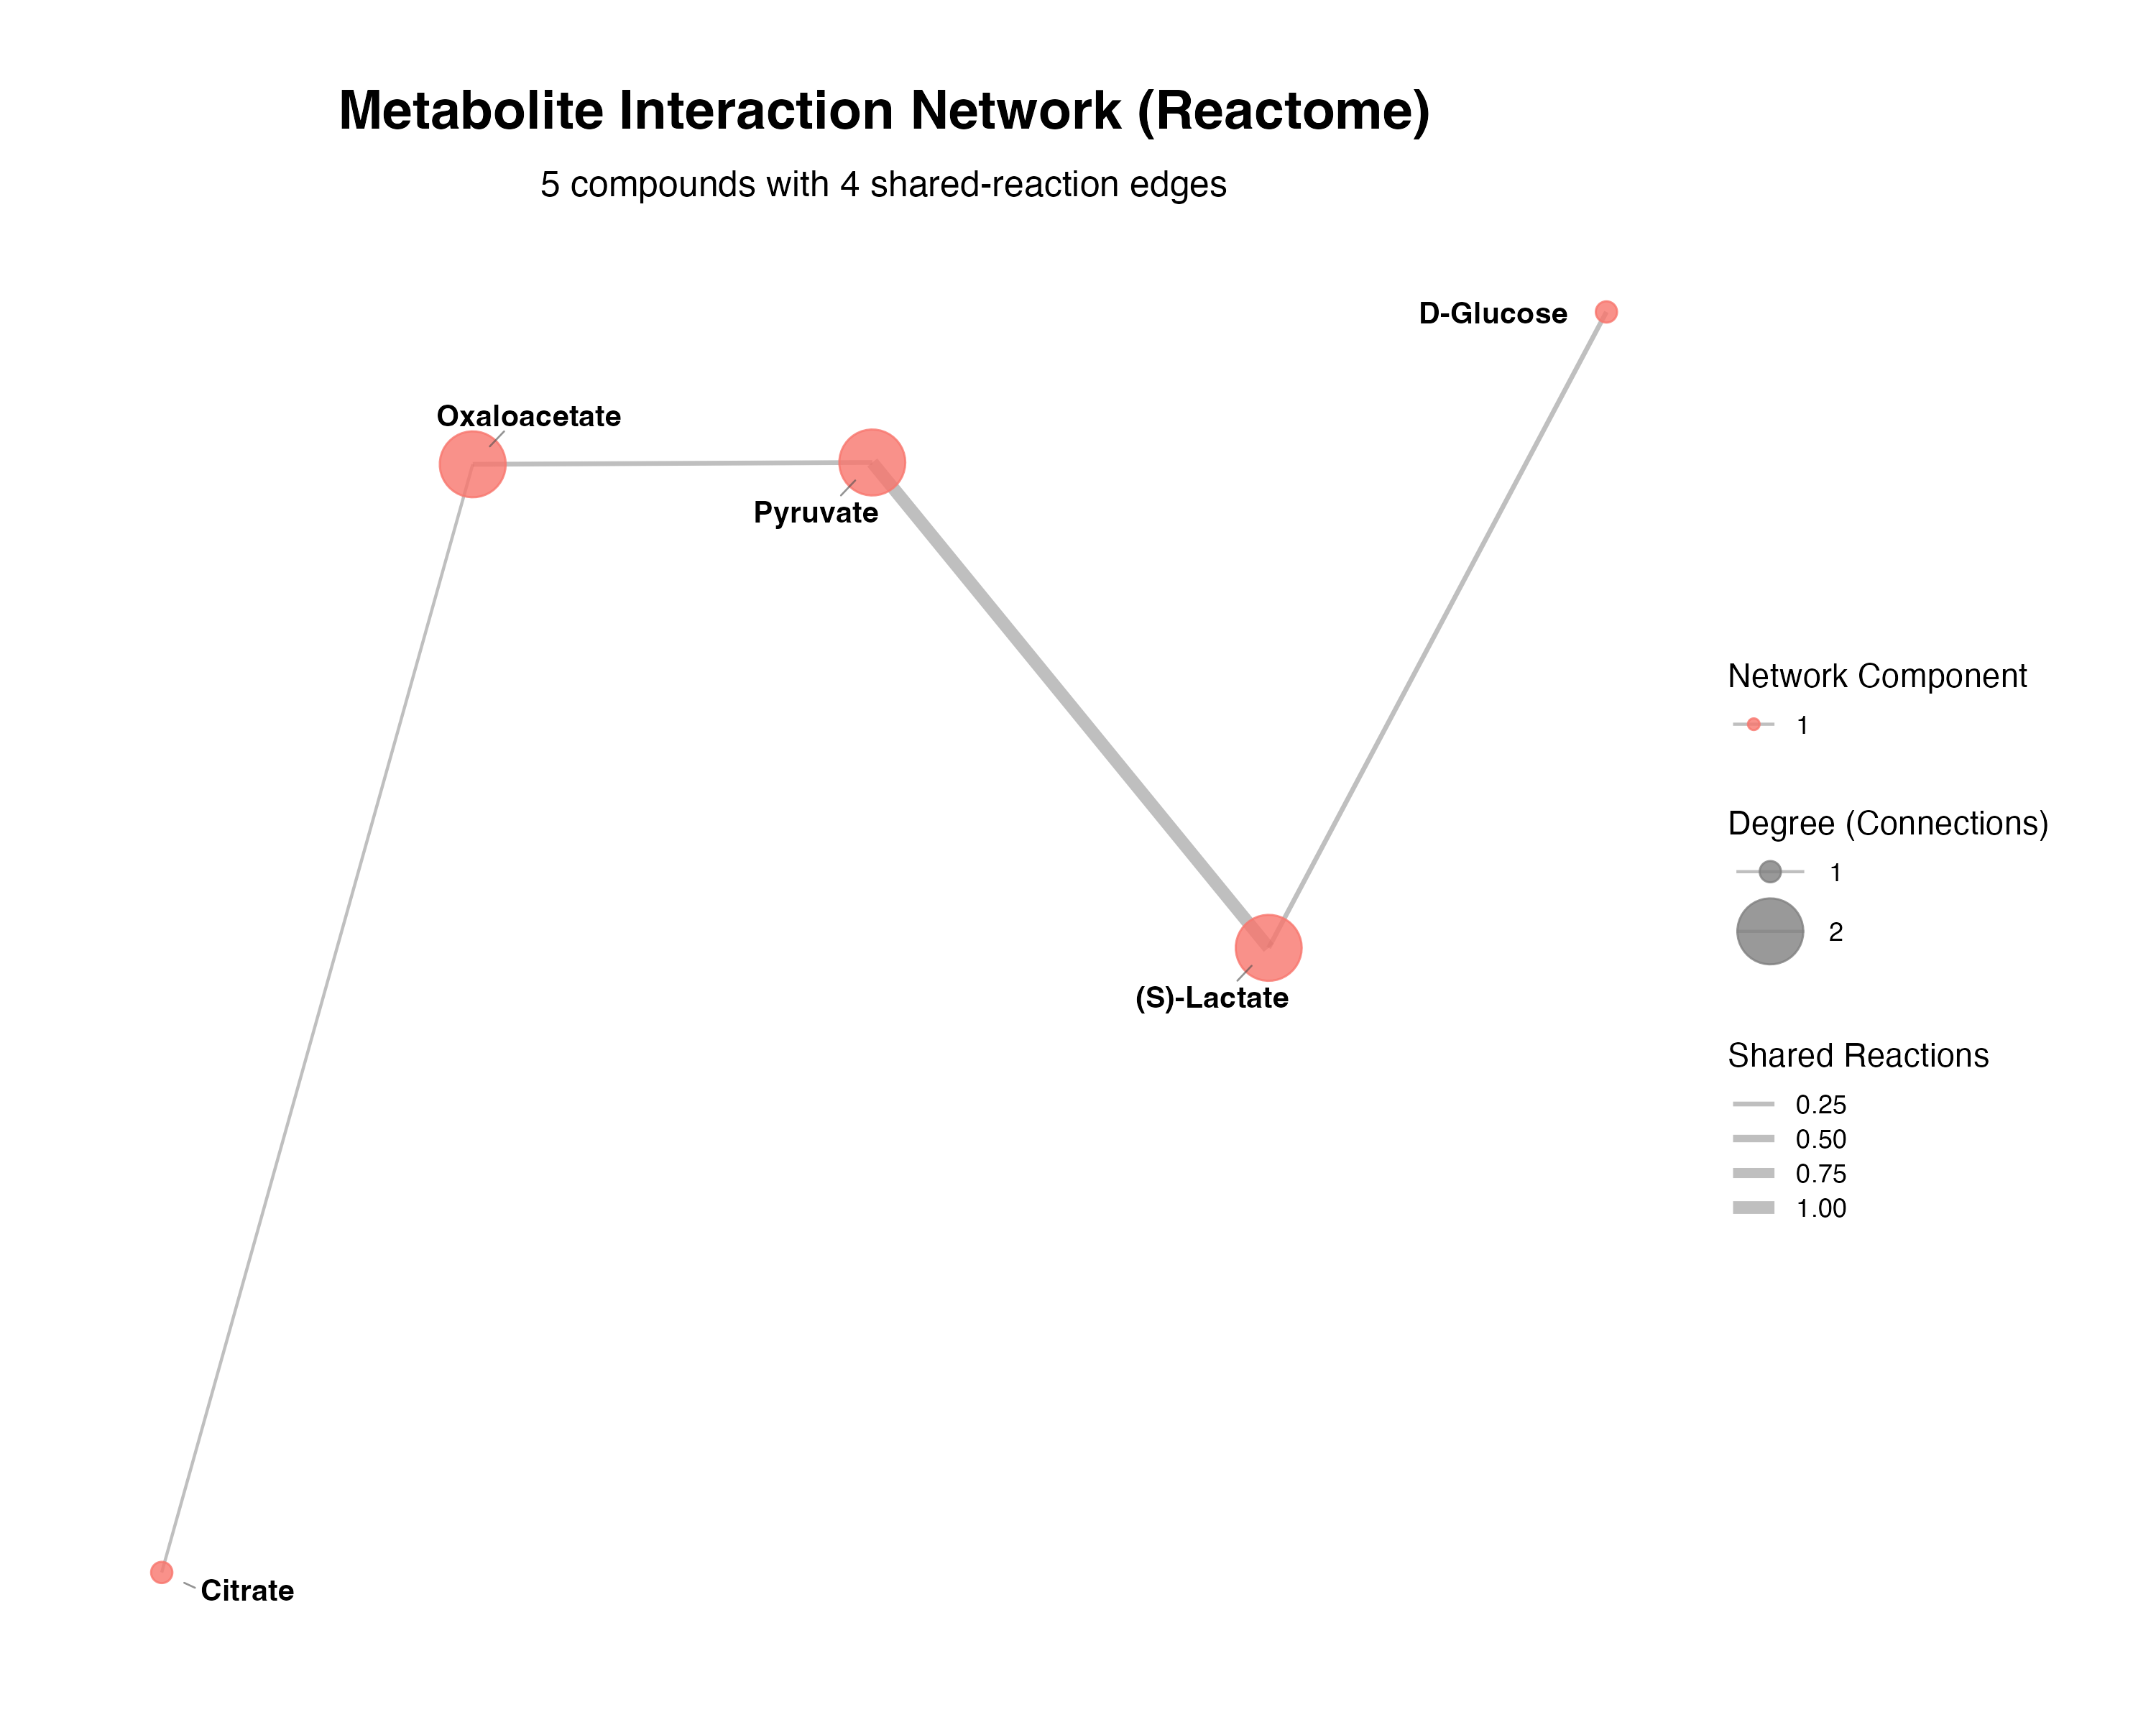 Metabolite Interaction Network (Reactome)
5 compounds with 4 shared-reaction edges
D-Glucose
Oxaloacetate
Pyruvate
(S)-Lactate
Citrate
Network Component
1
Degree (Connections)
1
2
Shared Reactions
0.25
0.50
0.75
1.00